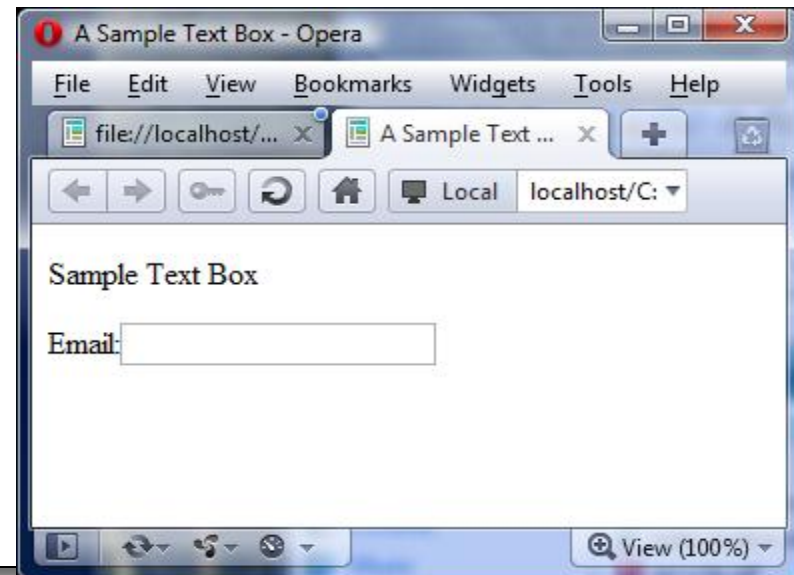 A Sample Text Box - Opera
File Edit View Bookmarks Widgets Tools Help
file://localhost/... A Sample Text ...
Local localhost/C:
Sample Text Box
Email:
View (100%)